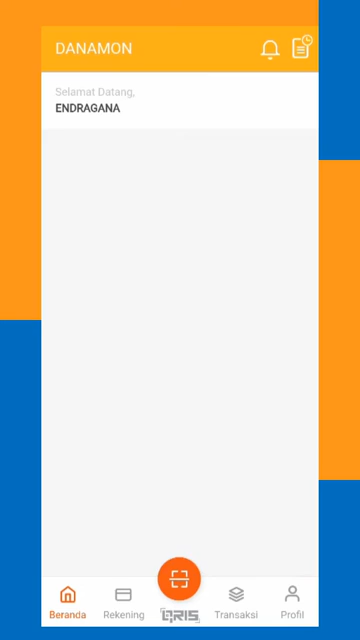 DANAMON
Selamat Datang,
ENDRAGANA
Beranda
Rekening
QRIS
Transaksi
Profil